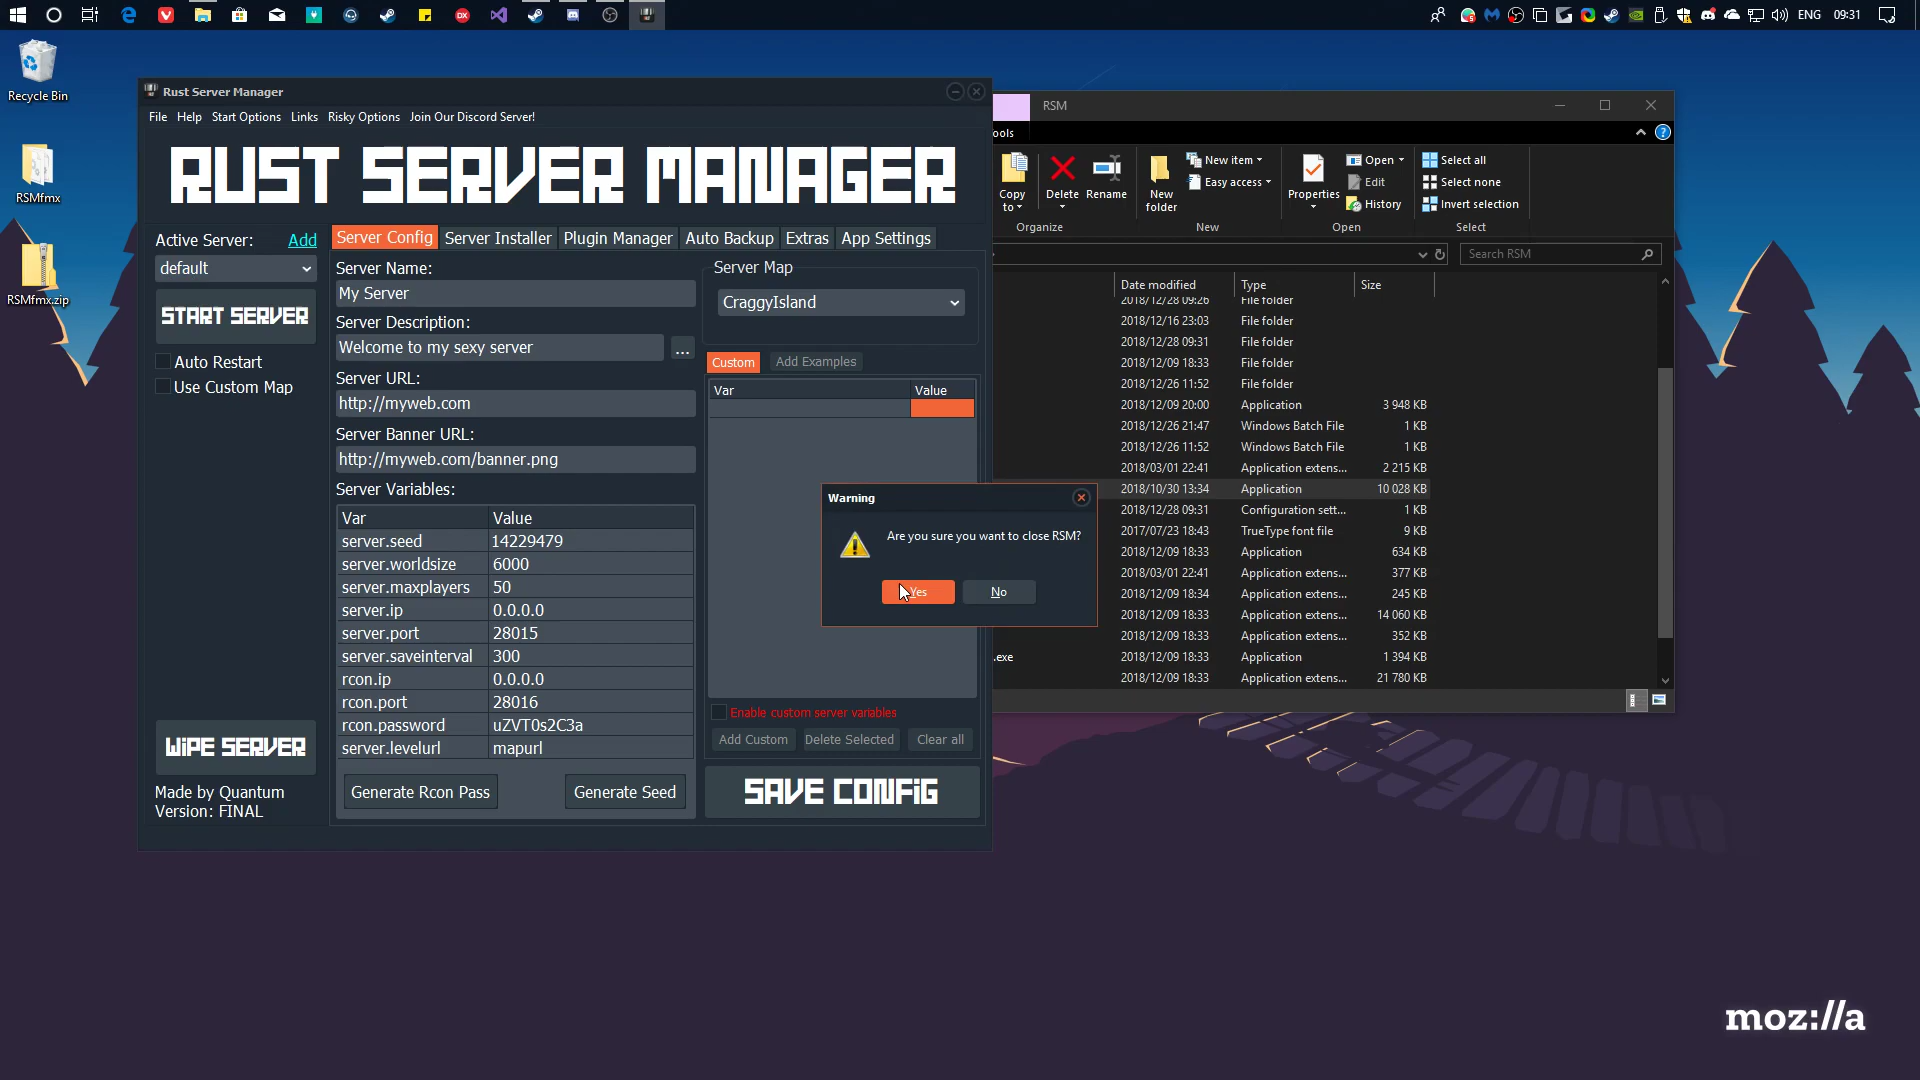 ENG
09:31
Recycle Bin
RSMfmx
RSMfmx.zip
Rust Server Manager
File Help Start Options Links Risky Options Join Our Discord Server!
RUST SERVER MANAGER
Active Server: Add
default
START SERVER
Auto Restart
Use Custom Map
WIPE SERVER
Made by Quantum
Version: FINAL
Server Config Server Installer Plugin Manager Auto Backup Extras App Settings
Server Name:
My Server
Server Description:
Welcome to my sexy server
...
Server URL:
http://myweb.com
Server Banner URL:
http://myweb.com/banner.png
Server Variables:
Var Value
server.seed 14229479
server.worldsize 6000
server.maxplayers 50
server.ip 0.0.0.0
server.port 28015
server.saveinterval 300
rcon.ip 0.0.0.0
rcon.port 28016
rcon.password uZVT0s2C3a
server.levelurl mapurl
Generate Rcon Pass Generate Seed
Server Map
CraggyIsland
Custom Add Examples
Var Value
Enable custom server variables
Add Custom Delete Selected Clear all
SAVE CONFIG
Warning
Are you sure you want to close RSM?
Yes No
RSM
ools
Copy
to
Delete
Rename
Organize
New
folder
New item
Easy access
New
Properties
Open
Edit
History
Open
Select all
Select none
Invert selection
Select
Search RSM
Date modified Type Size
2018/12/28 09:26 File folder
2018/12/16 23:03 File folder
2018/12/28 09:31 File folder
2018/12/09 18:33 File folder
2018/12/26 11:52 File folder
2018/12/09 20:00 Application 3 948 KB
2018/12/26 21:47 Windows Batch File 1 KB
2018/12/26 11:52 Windows Batch File 1 KB
2018/03/01 22:41 Application extens... 2 215 KB
2018/10/30 13:34 Application 10 028 KB
2018/12/28 09:31 Configuration sett... 1 KB
2017/07/23 18:43 TrueType font file 9 KB
2018/12/09 18:33 Application 634 KB
2018/03/01 22:41 Application extens... 377 KB
2018/12/09 18:34 Application extens... 245 KB
2018/12/09 18:33 Application extens... 14 060 KB
2018/12/09 18:33 Application extens... 352 KB
.exe 2018/12/09 18:33 Application 1 394 KB
2018/12/09 18:33 Application extens... 21 780 KB
moz://a